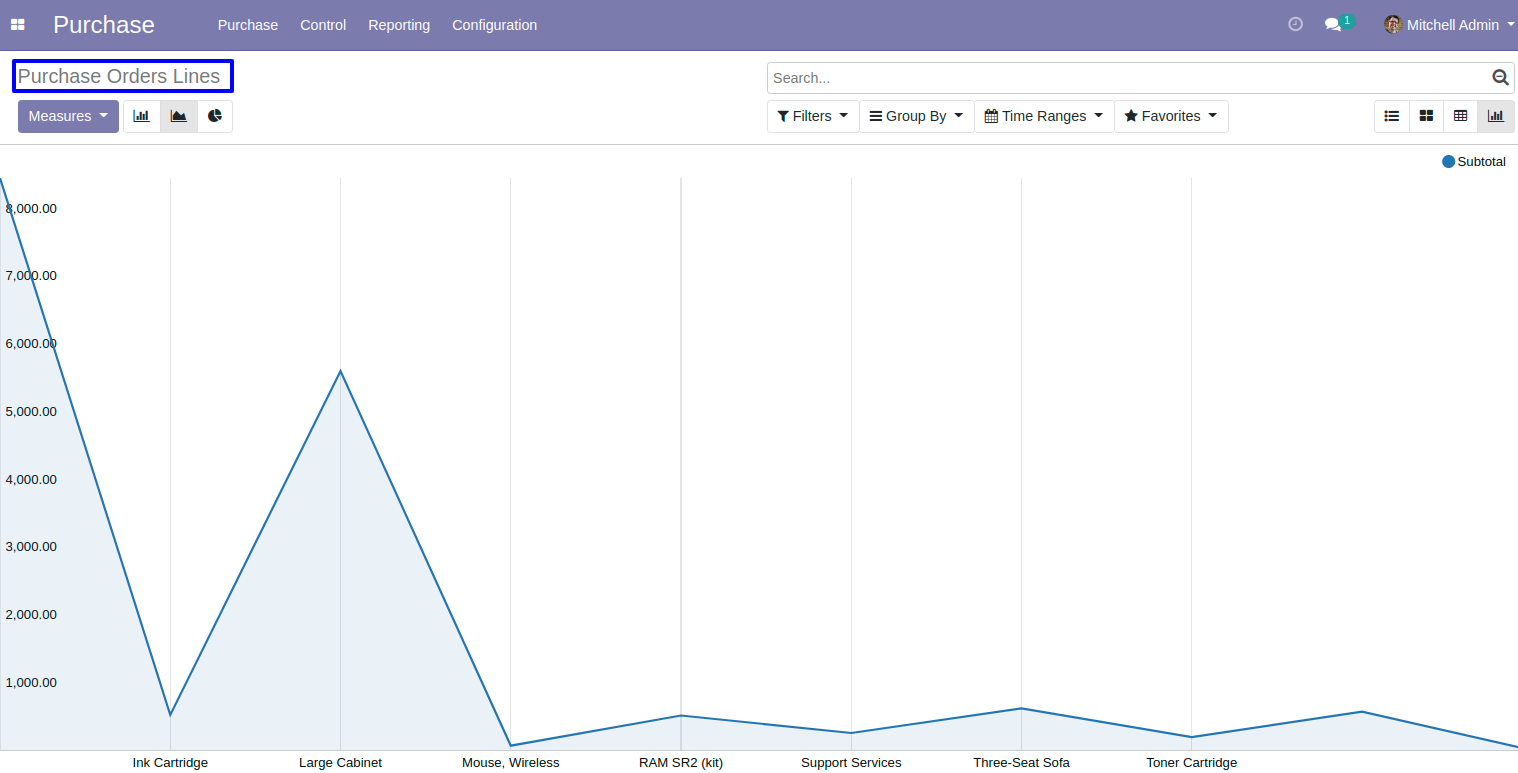 Purchase Purchase Control Reporting Configuration 1 Mitchell Admin
Purchase Orders Lines
Search...
Measures
Filters Group By Time Ranges Favorites
Subtotal
8,000.00
7,000.00
6,000.00
5,000.00
4,000.00
3,000.00
2,000.00
1,000.00
Ink Cartridge Large Cabinet Mouse, Wireless RAM SR2 (kit) Support Services Three-Seat Sofa Toner Cartridge